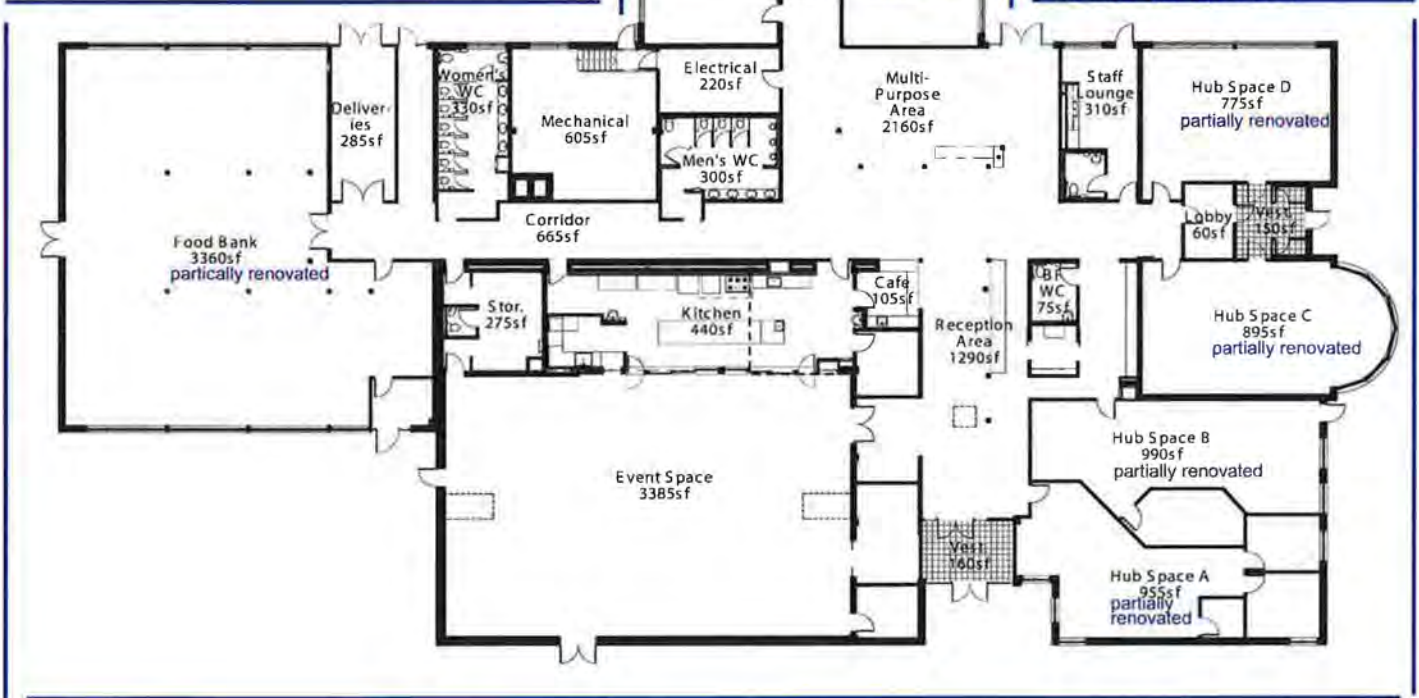 Deliver-
ies
285sf
Women's
WC
330sf
Mechanical
605sf
Electrical
220sf
Men's WC
300sf
Multi-
Purpose
Area
2160sf
Staff
Lounge
310sf
Hub Space D
775sf
partially renovated
Food Bank
3360sf
partically renovated
Corridor
665sf
Lobby
60sf
Vest.
150sf
Stor.
275sf
Kitchen
440sf
Cafe
105sf
Reception
Area
1290sf
BF
WC
75sf
Hub Space C
895sf
partially renovated
Event Space
3385sf
Hub Space B
990sf
partially renovated
Vest.
160sf
Hub Space A
955sf
partially
renovated